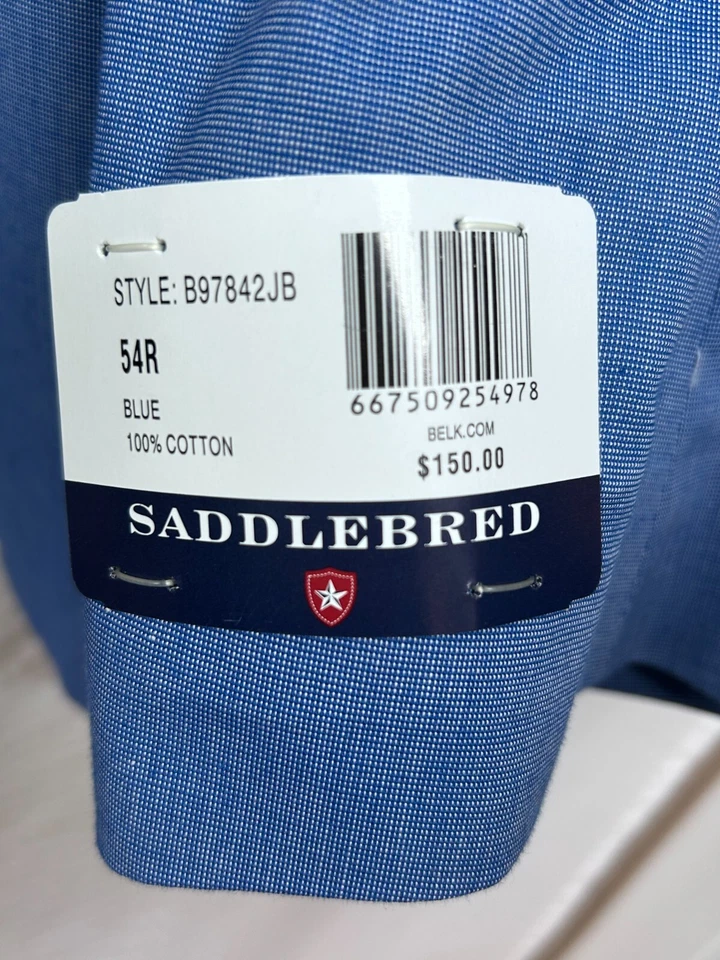 STYLE: B97842JB
54R
BLUE
100% COTTON
667509254978
BELK.COM
$150.00
SADDLEBRED